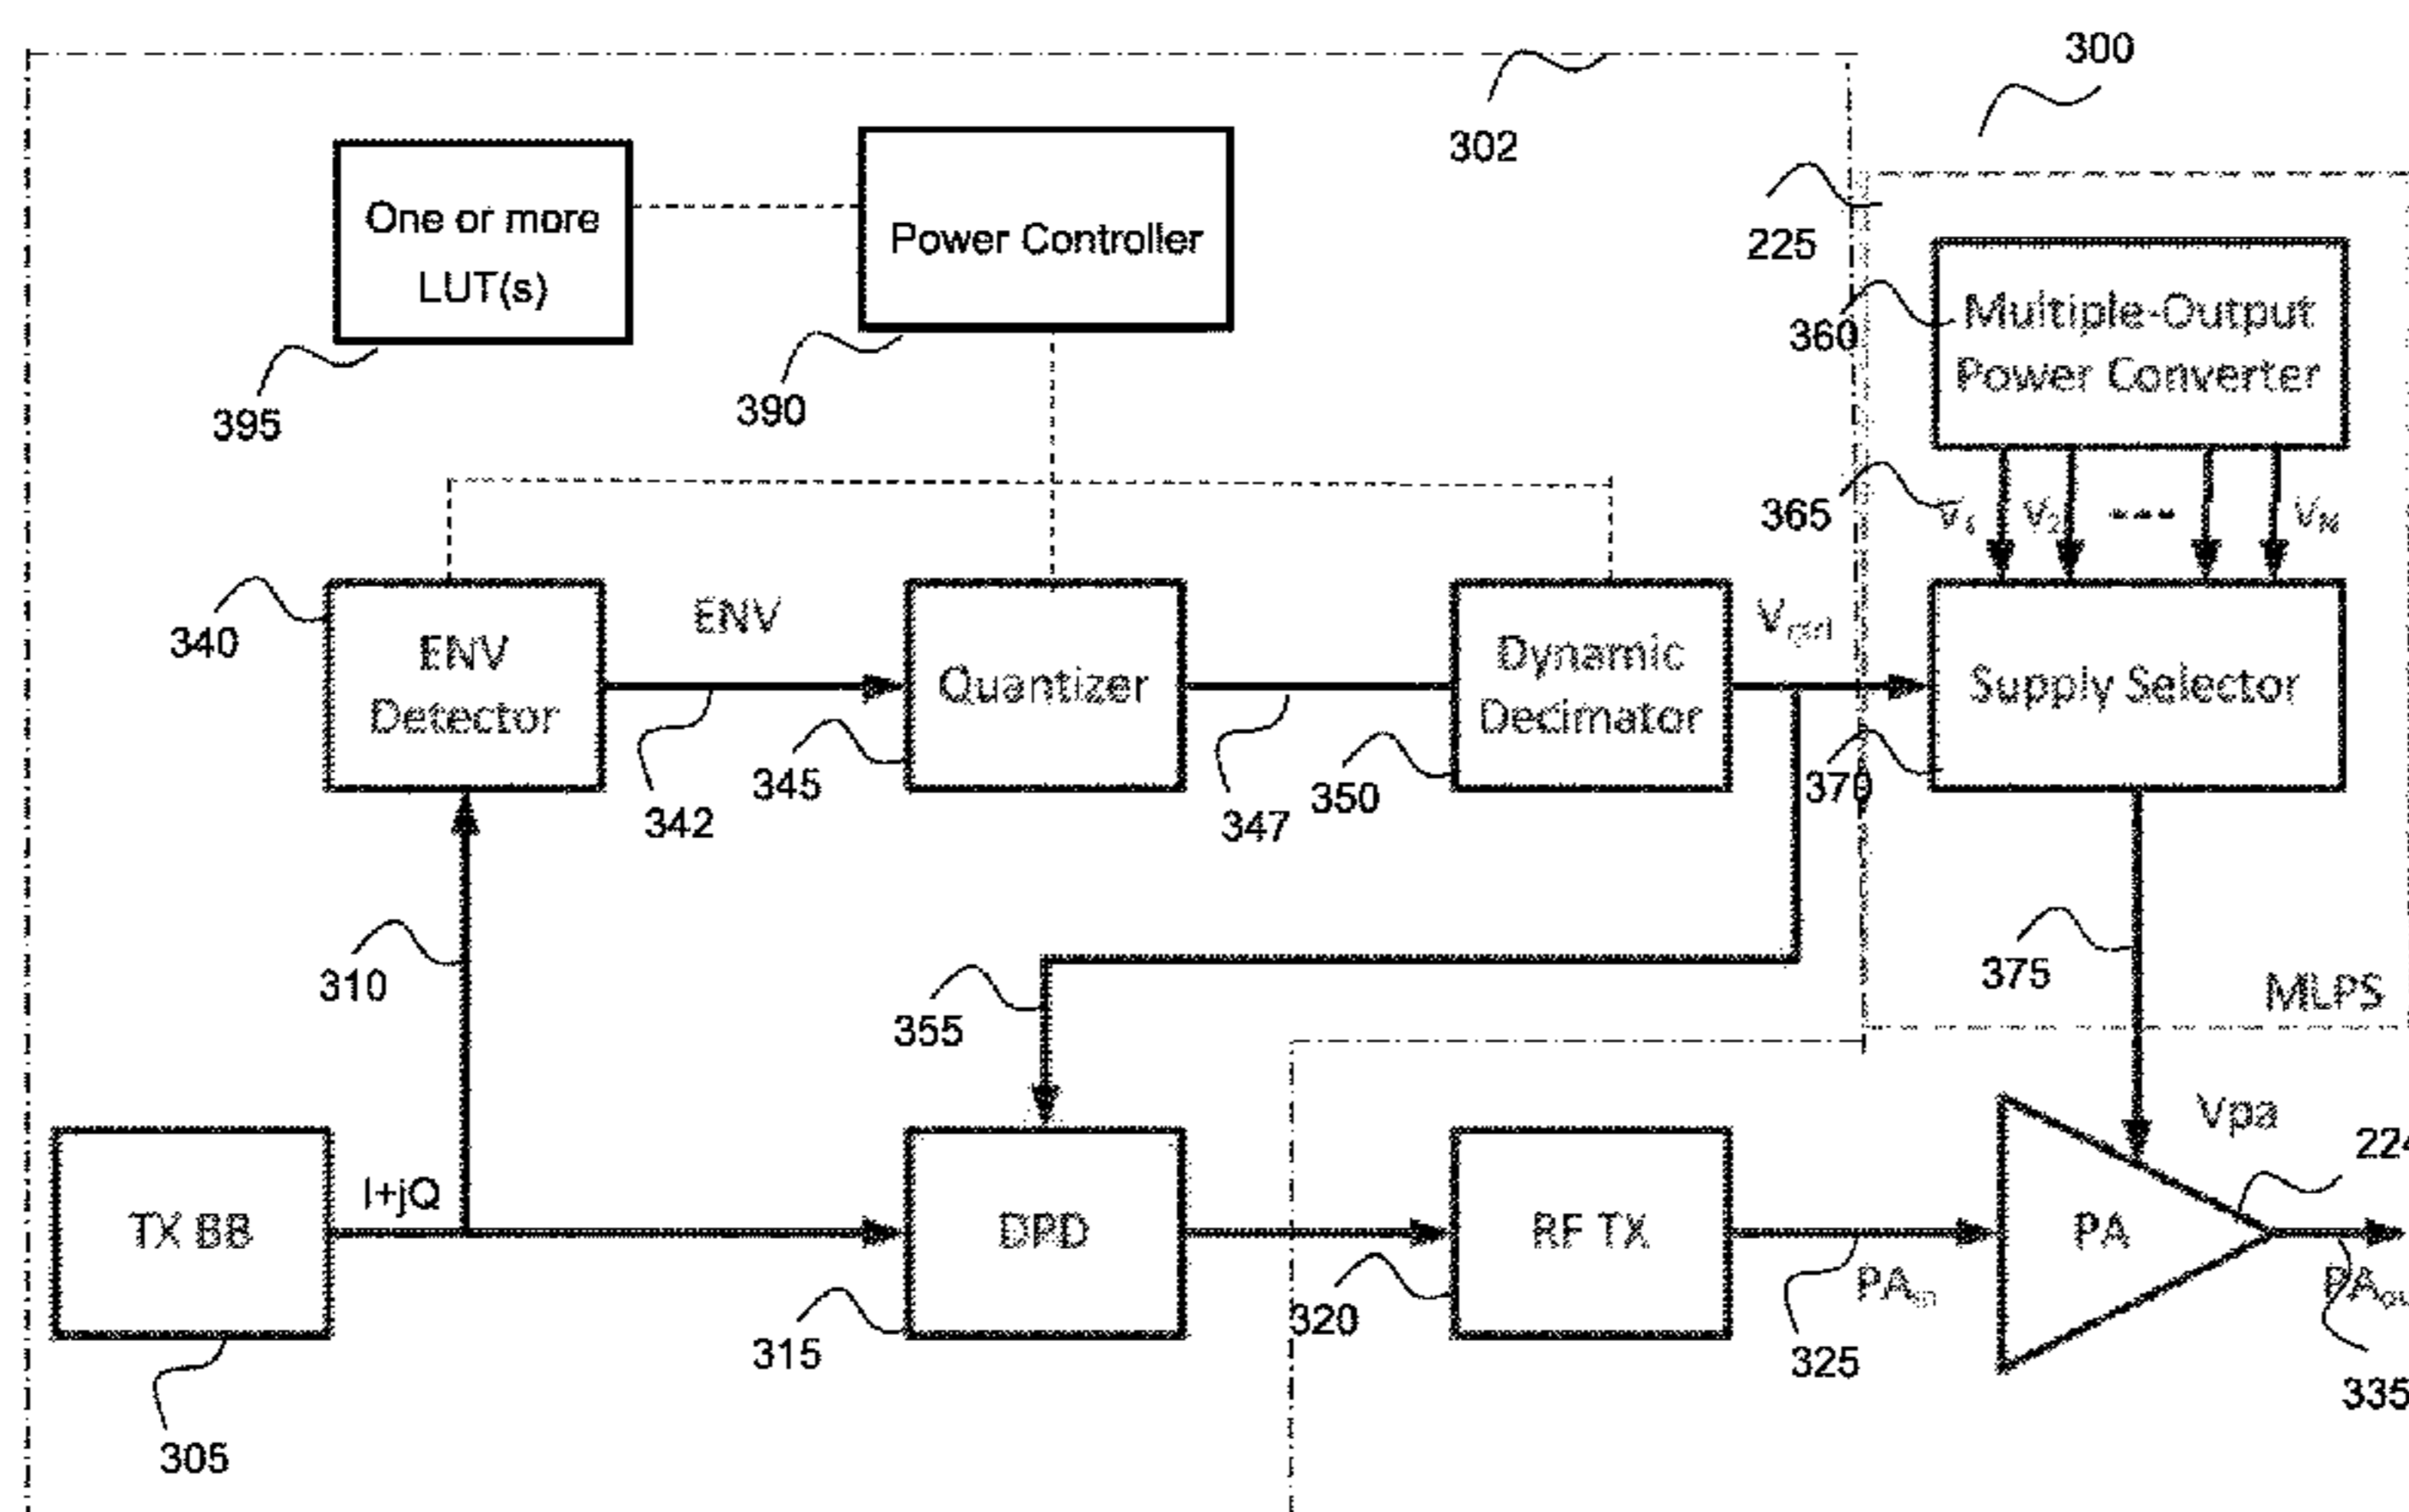 300
302
One or more
LUT(s)
Power Controller
225
360
Multiple-Output
Power Converter
395
390
365
V1 V2 ---- VN
340
ENV
Detector
ENV
Quantizer
Dynamic
Decimator
Supply Selector
342
345
347
350
370
310
355
375
MLPS
Vpa
TX BB
I+jQ
DPD
RF TX
PA
320
325
315
335
305